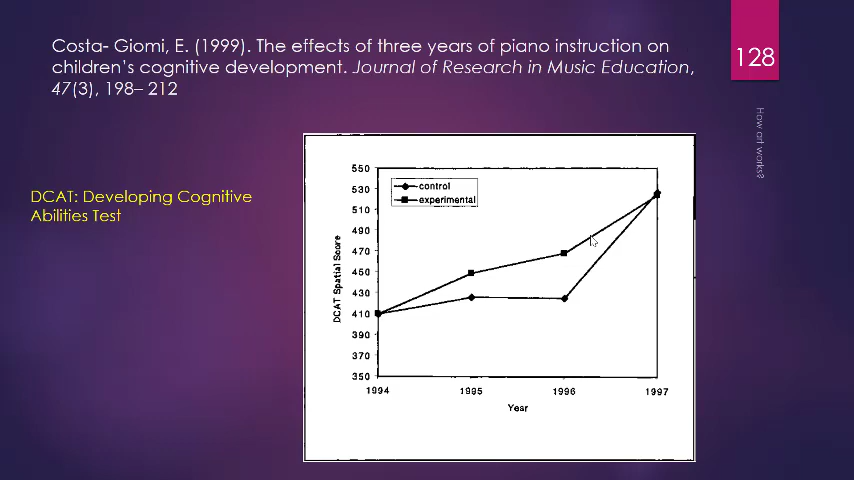 Costa- Giomi, E. (1999). The effects of three years of piano instruction on
children's cognitive development. Journal of Research in Music Education,
47(3), 198– 212
128
How art works?
DCAT: Developing Cognitive
Abilities Test
control
experimental
DCAT Spatial Score
550
530
510
490
470
450
430
410
390
370
350
1994 1995 1996 1997
Year